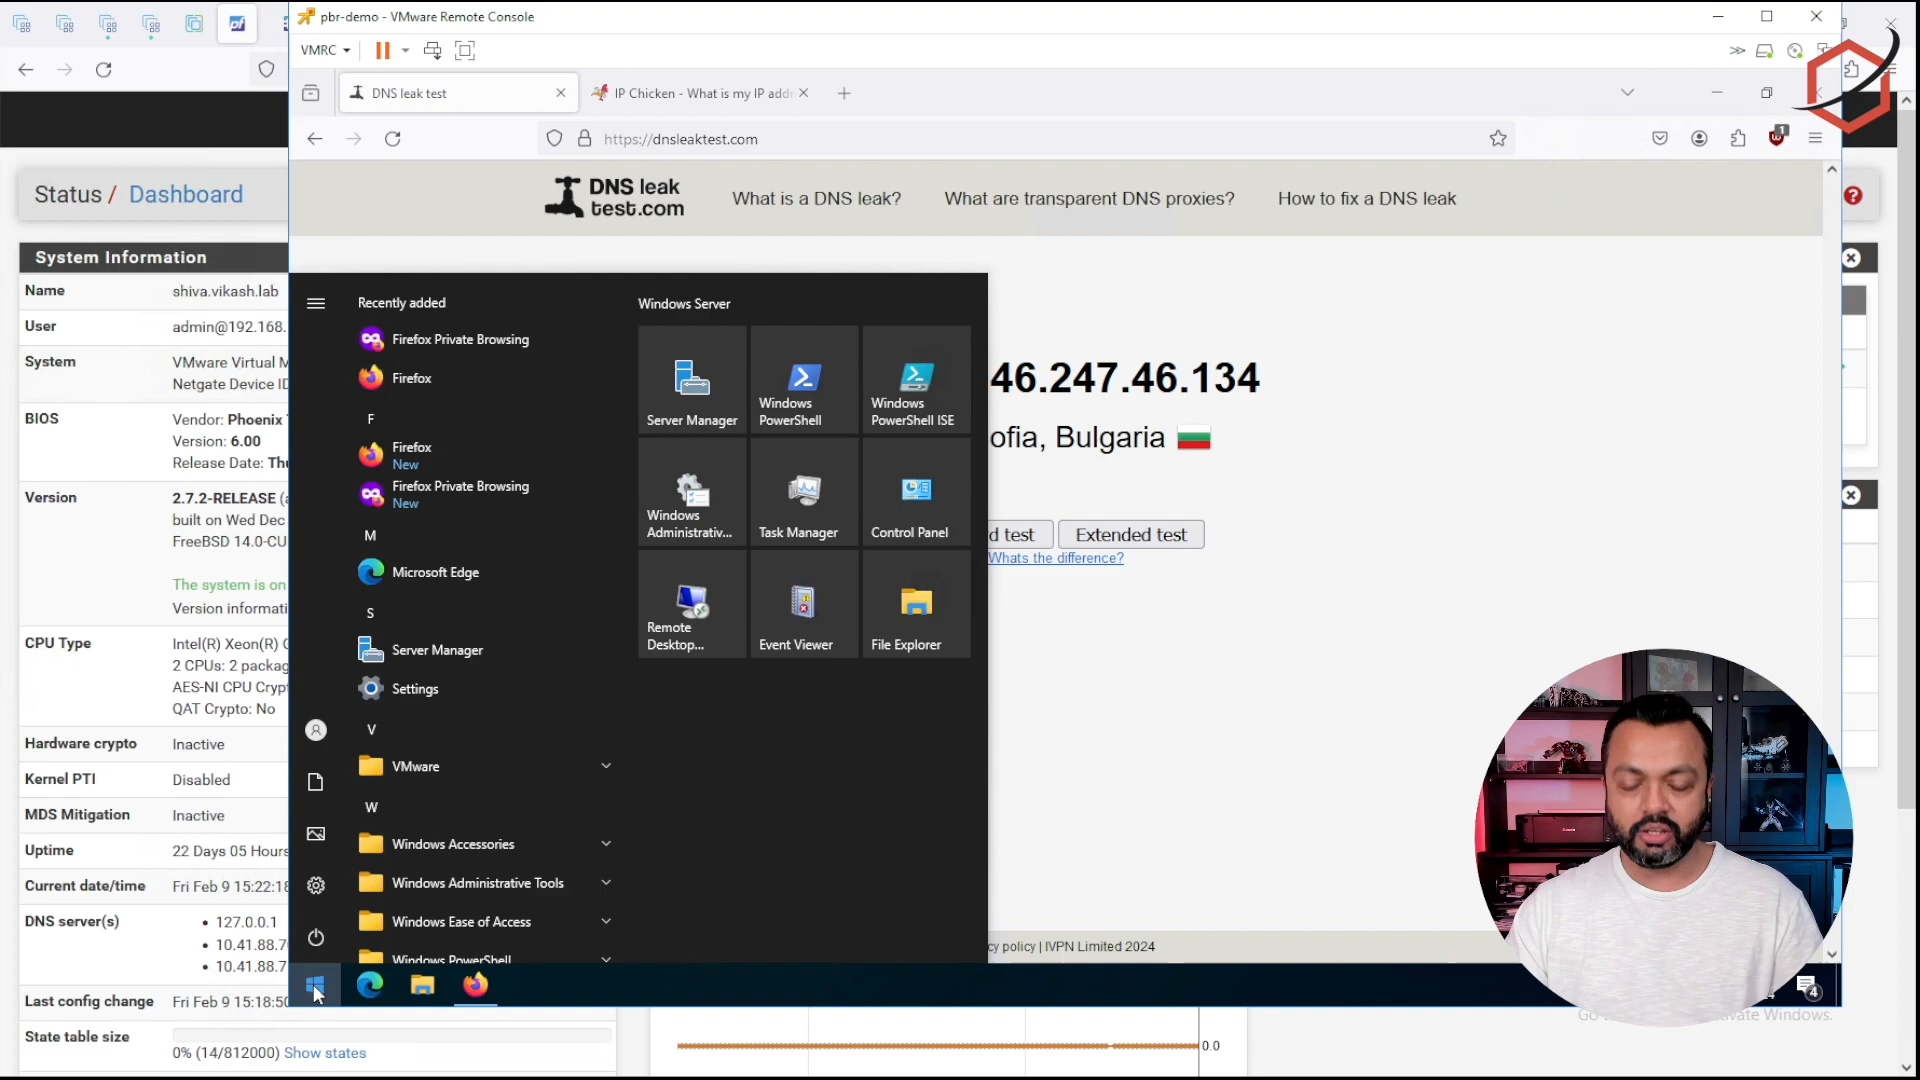 pbr-demo - VMware Remote Console
VMRC
DNS leak test
IP Chicken - What is my IP addr
https://dnsleaktest.com
1
DNS leak
test.com
What is a DNS leak?
What are transparent DNS proxies?
How to fix a DNS leak
Status / Dashboard
System Information
Name
shiva.vikash.lab
User
admin@192.168.
System
VMware Virtual M
Netgate Device ID
BIOS
Vendor: Phoenix
Version: 6.00
Release Date: Thu
Version
2.7.2-RELEASE (a
built on Wed Dec
FreeBSD 14.0-CU
The system is on
Version informati
CPU Type
Intel(R) Xeon(R) C
2 CPUs: 2 packag
AES-NI CPU Cryp
QAT Crypto: No
Hardware crypto
Inactive
Kernel PTI
Disabled
MDS Mitigation
Inactive
Uptime
22 Days 05 Hours
Current date/time
Fri Feb 9 15:22:18
DNS server(s)
127.0.0.1
10.41.88.7
10.41.88.7
Last config change
Fri Feb 9 15:18:50
State table size
0% (14/812000) Show states
Recently added
Firefox Private Browsing
Firefox
F
Firefox
New
Firefox Private Browsing
New
M
Microsoft Edge
S
Server Manager
Settings
V
VMware
W
Windows Accessories
Windows Administrative Tools
Windows Ease of Access
Windows PowerShell
Windows Server
Server Manager
Windows
PowerShell
Windows
PowerShell ISE
Windows
Administrativ...
Task Manager
Control Panel
Remote
Desktop...
Event Viewer
File Explorer
46.247.46.134
ofia, Bulgaria
d test
Extended test
Whats the difference?
cy policy | IVPN Limited 2024
4
vate Windows.
0.0